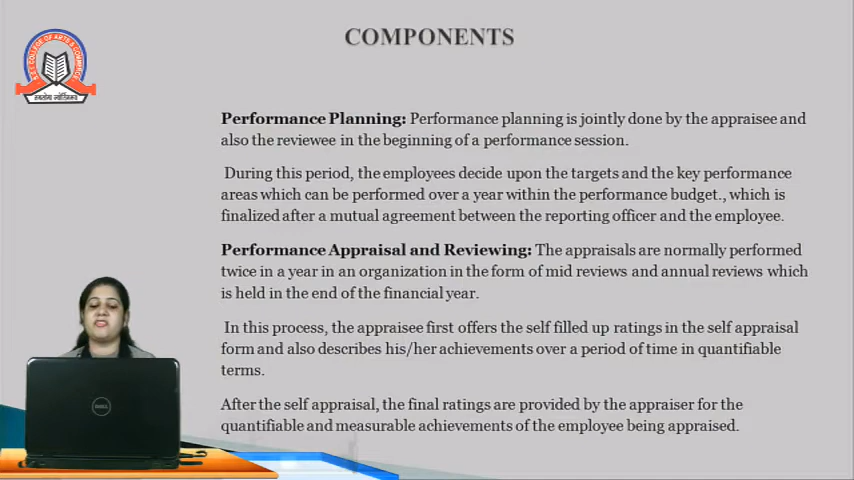 COMPONENTS
COLLEGE OF ARTS & COMMERCE
Performance Planning: Performance planning is jointly done by the appraisee and
also the reviewee in the beginning of a performance session.
During this period, the employees decide upon the targets and the key performance
areas which can be performed over a year within the performance budget., which is
finalized after a mutual agreement between the reporting officer and the employee.
Performance Appraisal and Reviewing: The appraisals are normally performed
twice in a year in an organization in the form of mid reviews and annual reviews which
is held in the end of the financial year.
In this process, the appraisee first offers the self filled up ratings in the self appraisal
form and also describes his/her achievements over a period of time in quantifiable
terms.
After the self appraisal, the final ratings are provided by the appraiser for the
quantifiable and measurable achievements of the employee being appraised.
DELL